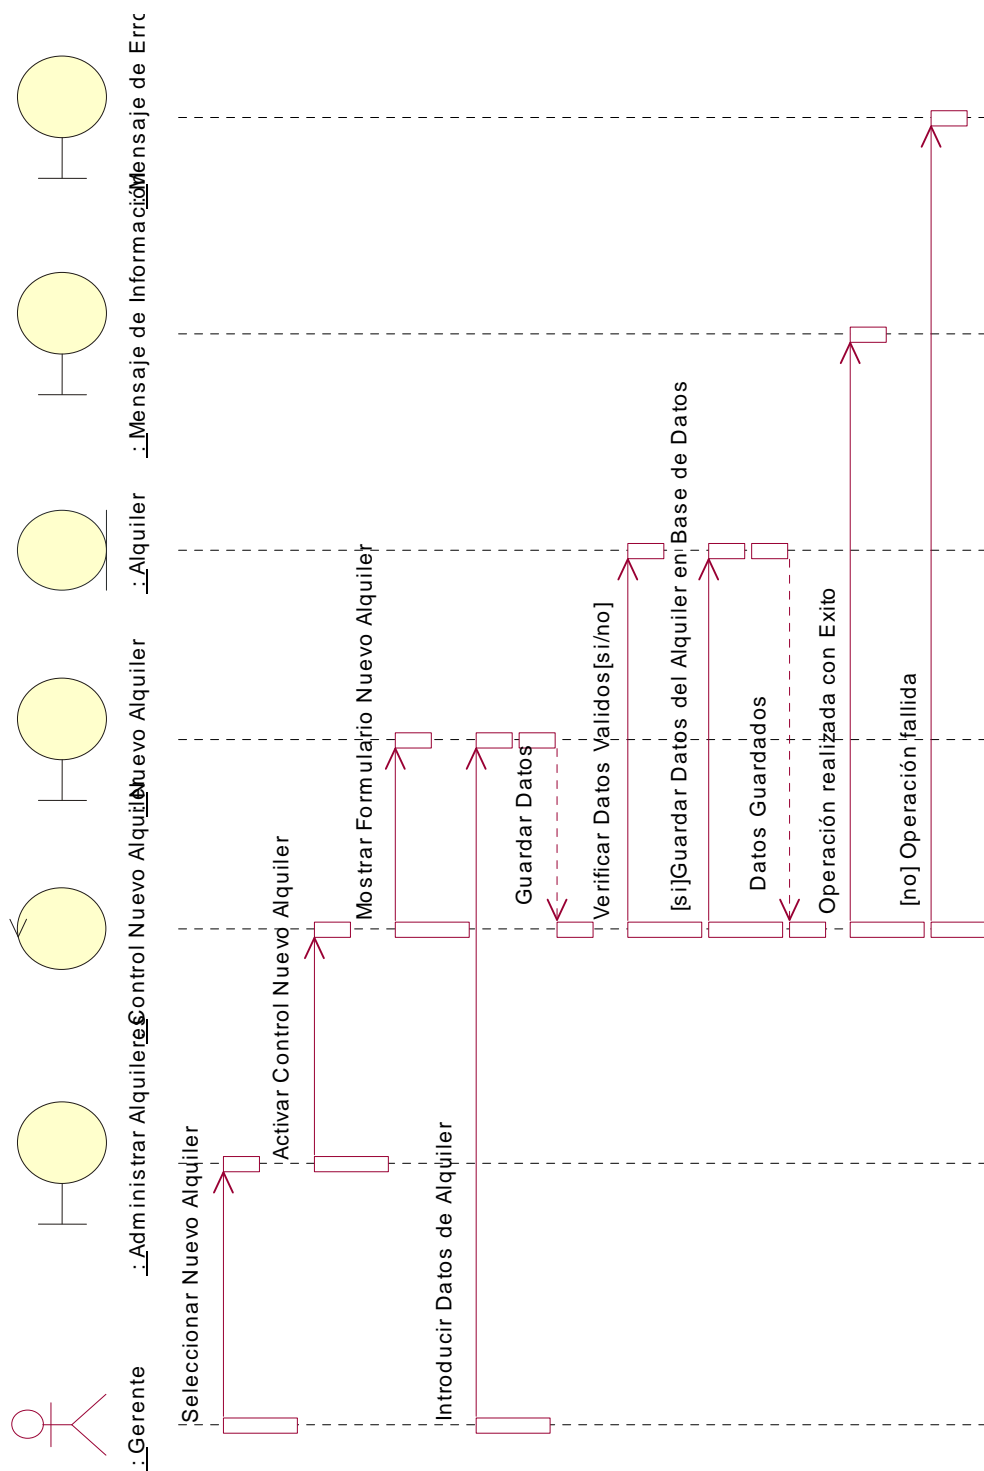 : Gerente
: Administrar Alquileres
: Control Nuevo Alquiler
: Nuevo Alquiler
: Alquiler
: Mensaje de Información
: Mensaje de
Seleccionar Nuevo Alquiler
Activar Control Nuevo Alquiler
Mostrar Formulario Nuevo Alquiler
Introducir Datos de Alquiler
Guardar Datos
Verificar Datos Validos[si/no]
[si]Guardar Datos del Alquiler en Base de Datos
Datos Guardados
Operación realizada con Exito
[no] Operación fallida